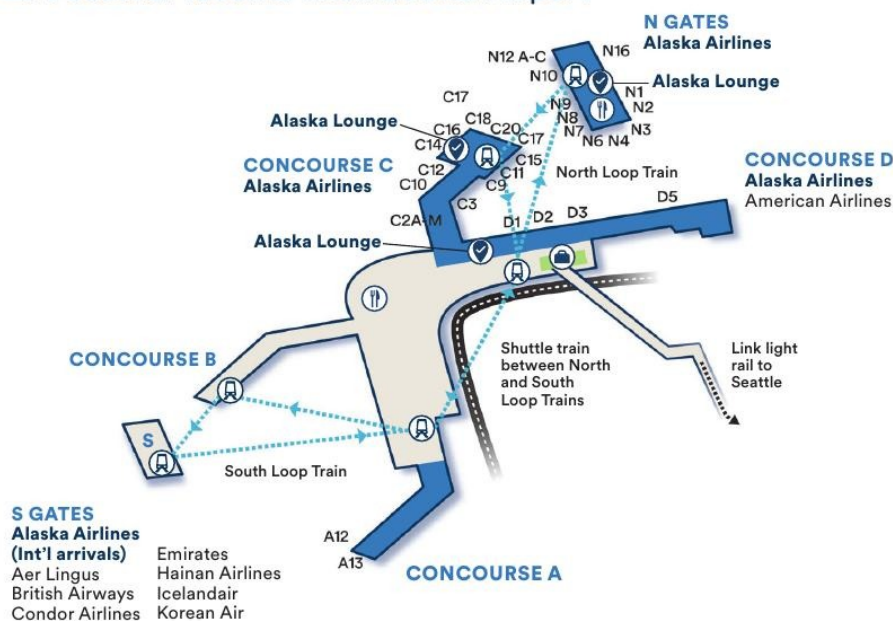 N GATES
Alaska Airlines
N16
N12 A-C
N10
Alaska Lounge
N1
N2
N3
N9
N8
N7
N6 N4
C17
Alaska Lounge
C18
C16
C20
C14
C17
CONCOURSE C
Alaska Airlines
C15
C12
C11
C10
C9
North Loop Train
CONCOURSE D
Alaska Airlines
American Airlines
C3
C2A-M
D1
D2
D3
D5
Alaska Lounge
CONCOURSE B
Shuttle train
between North
and South
Loop Trains
Link light
rail to
Seattle
S
South Loop Train
S GATES
Alaska Airlines
(Int'l arrivals)
Aer Lingus
British Airways
Condor Airlines
Emirates
Hainan Airlines
Icelandair
Korean Air
A12
A13
CONCOURSE A